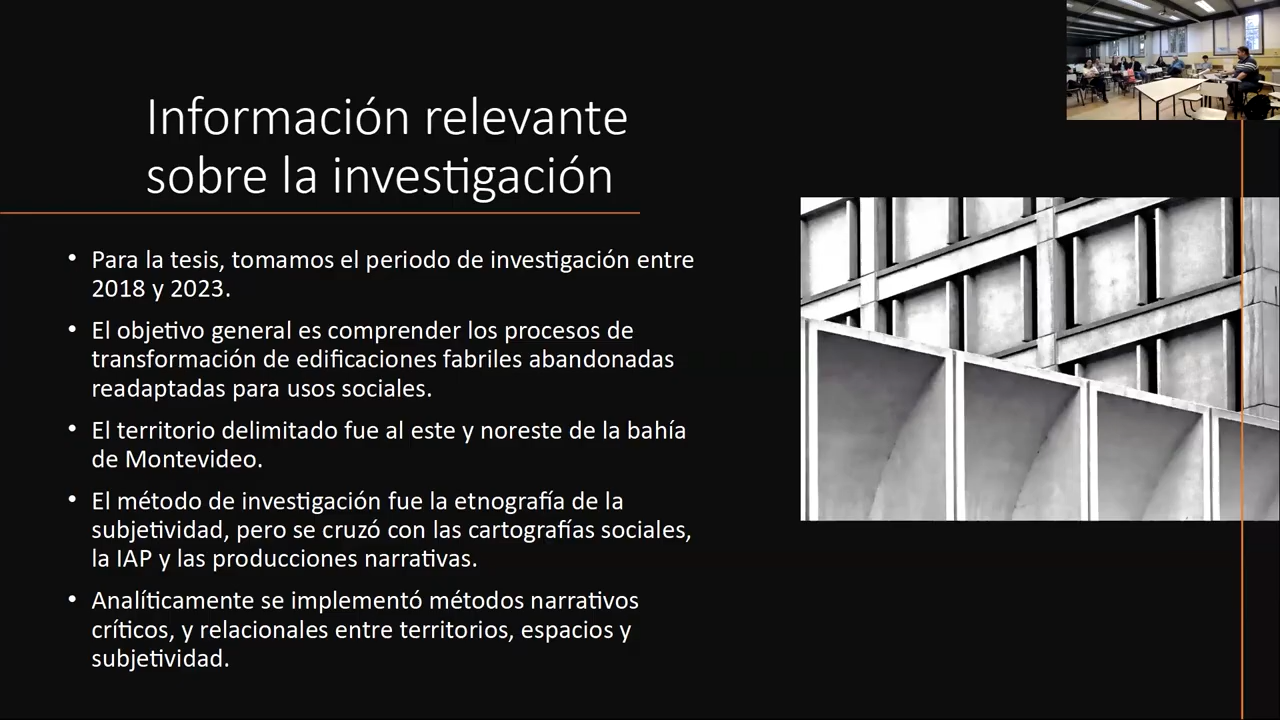 Información relevante
sobre la investigación
• Para la tesis, tomamos el periodo de investigación entre
2018 y 2023.
• El objetivo general es comprender los procesos de
transformación de edificaciones fabriles abandonadas
readaptadas para usos sociales.
• El territorio delimitado fue al este y noreste de la bahía
de Montevideo.
• El método de investigación fue la etnografía de la
subjetividad, pero se cruzó con las cartografías sociales,
la IAP y las producciones narrativas.
• Analíticamente se implementó métodos narrativos
críticos, y relacionales entre territorios, espacios y
subjetividad.